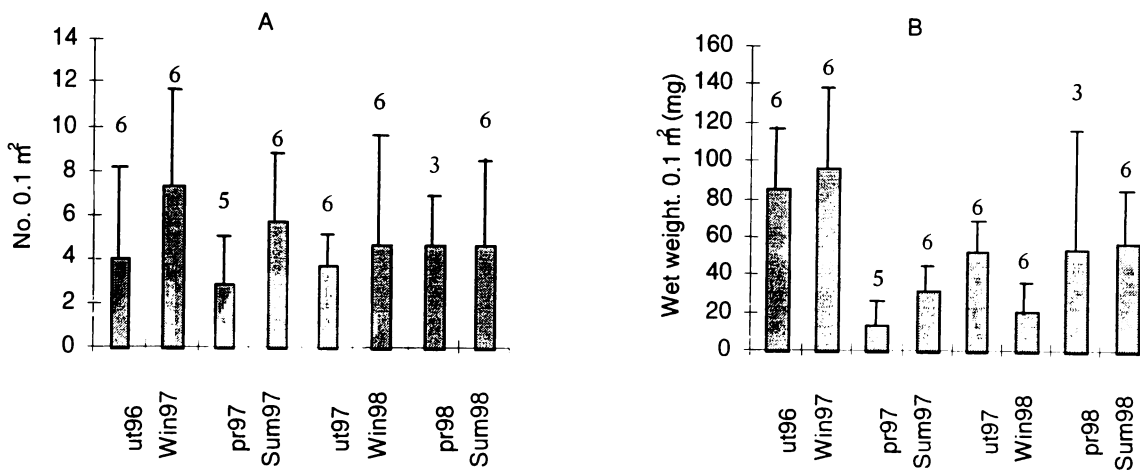 A
No. 0.1 m²
14
12
10
8
6
4
2
0
6
6
5
6
6
6
3
6
ut96
Win97
pr97
Sum97
ut97
Win98
pr98
Sum98
B
Wet weight. 0.1 m² (mg)
160
140
120
100
80
60
40
20
0
6
6
5
6
6
6
3
6
ut96
Win97
pr97
Sum97
ut97
Win98
pr98
Sum98